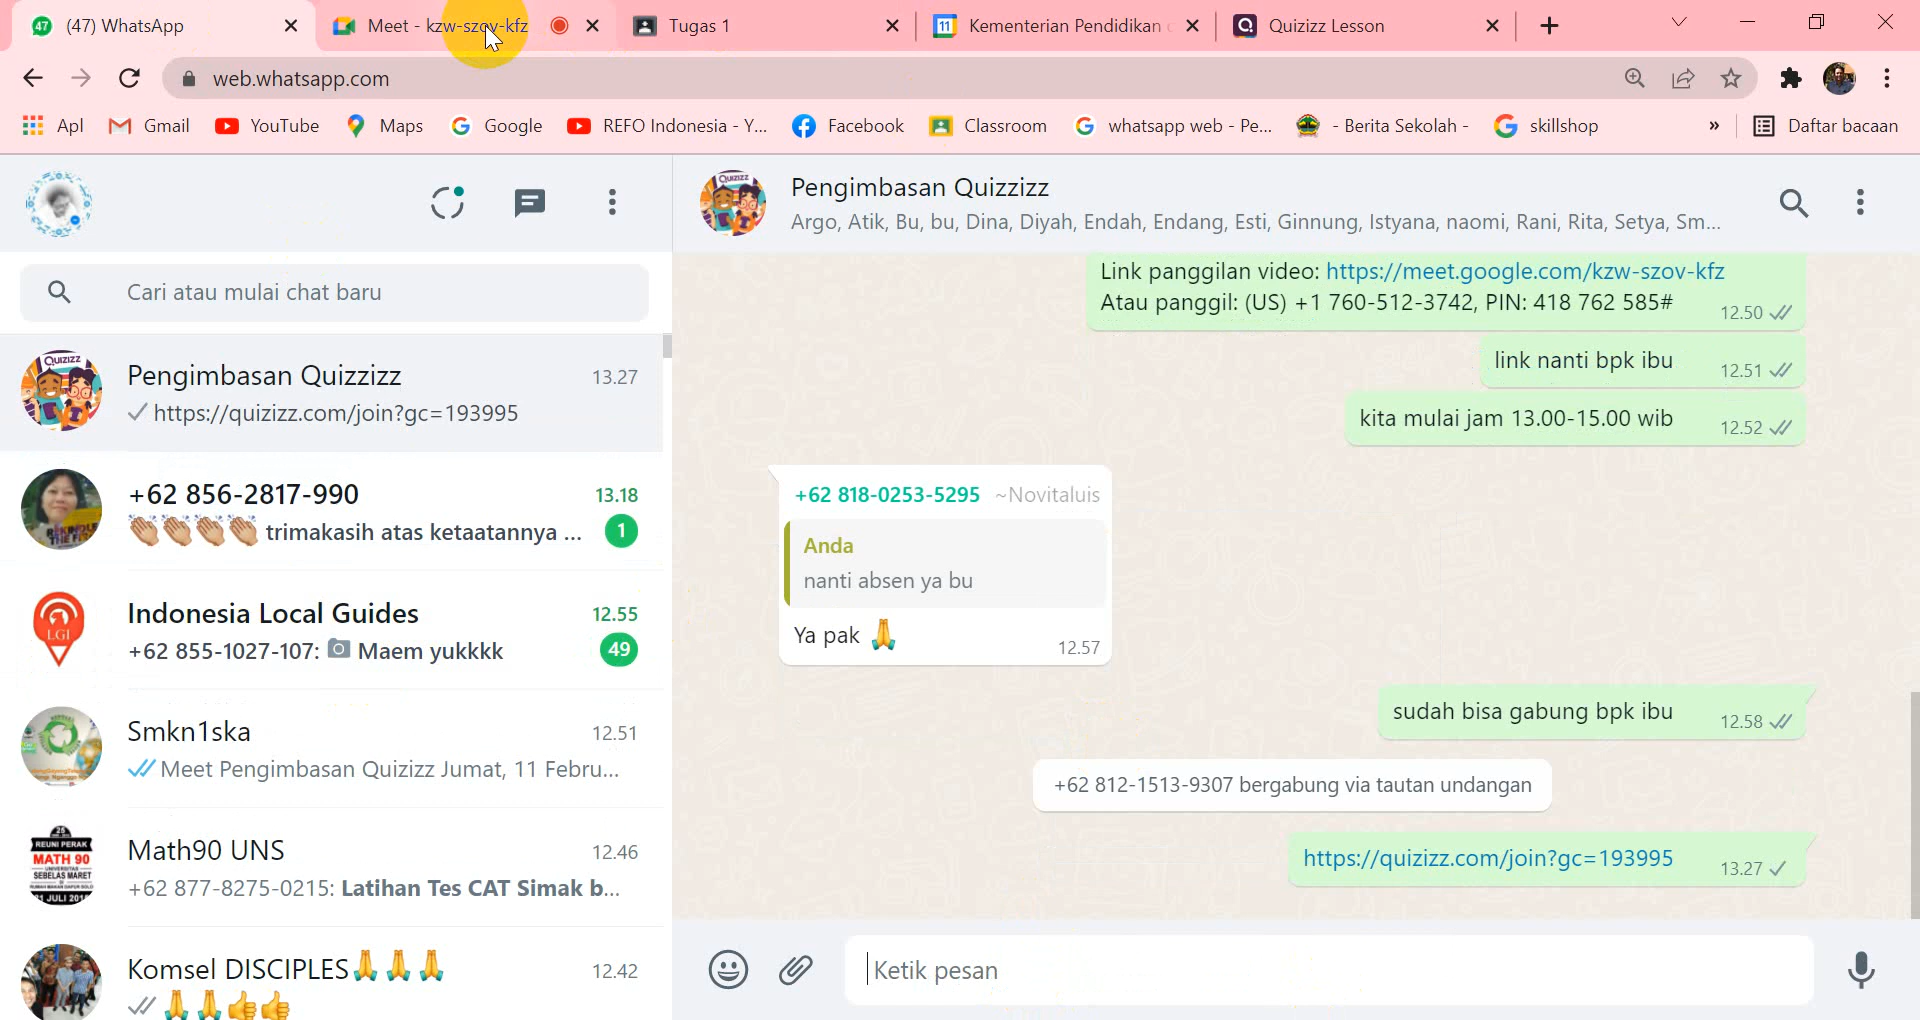 (47) WhatsApp
Meet - kzw-szov-kfz
Tugas 1
Kementerian Pendidikan
Quizizz Lesson
web.whatsapp.com
Apl
Gmail
YouTube
Maps
Google
REFO Indonesia - Y...
Facebook
Classroom
whatsapp web - Pe...
- Berita Sekolah -
skillshop
»
Daftar bacaan
Cari atau mulai chat baru
Pengimbasan Quizzizz 13.27
https://quizizz.com/join?gc=193995
+62 856-2817-990 13.18
👏👏👏👏 trimakasih atas ketaatannya ... 1
Indonesia Local Guides 12.55
+62 855-1027-107: 📷 Maem yukkkk 49
Smkn1ska 12.51
Meet Pengimbasan Quizizz Jumat, 11 Febru...
Math90 UNS 12.46
+62 877-8275-0215: Latihan Tes CAT Simak b...
Komsel DISCIPLES🙏🙏🙏 12.42
🙏🙏👍👍
Pengimbasan Quizzizz
Argo, Atik, Bu, bu, Dina, Diyah, Endah, Endang, Esti, Ginnung, Istyana, naomi, Rani, Rita, Setya, Sm...
Link panggilan video: https://meet.google.com/kzw-szov-kfz
Atau panggil: (US) +1 760-512-3742, PIN: 418 762 585# 12.50
link nanti bpk ibu 12.51
kita mulai jam 13.00-15.00 wib 12.52
+62 818-0253-5295 ~Novitaluis
Anda
nanti absen ya bu
Ya pak 🙏 12.57
sudah bisa gabung bpk ibu 12.58
+62 812-1513-9307 bergabung via tautan undangan
https://quizizz.com/join?gc=193995 13.27
Ketik pesan